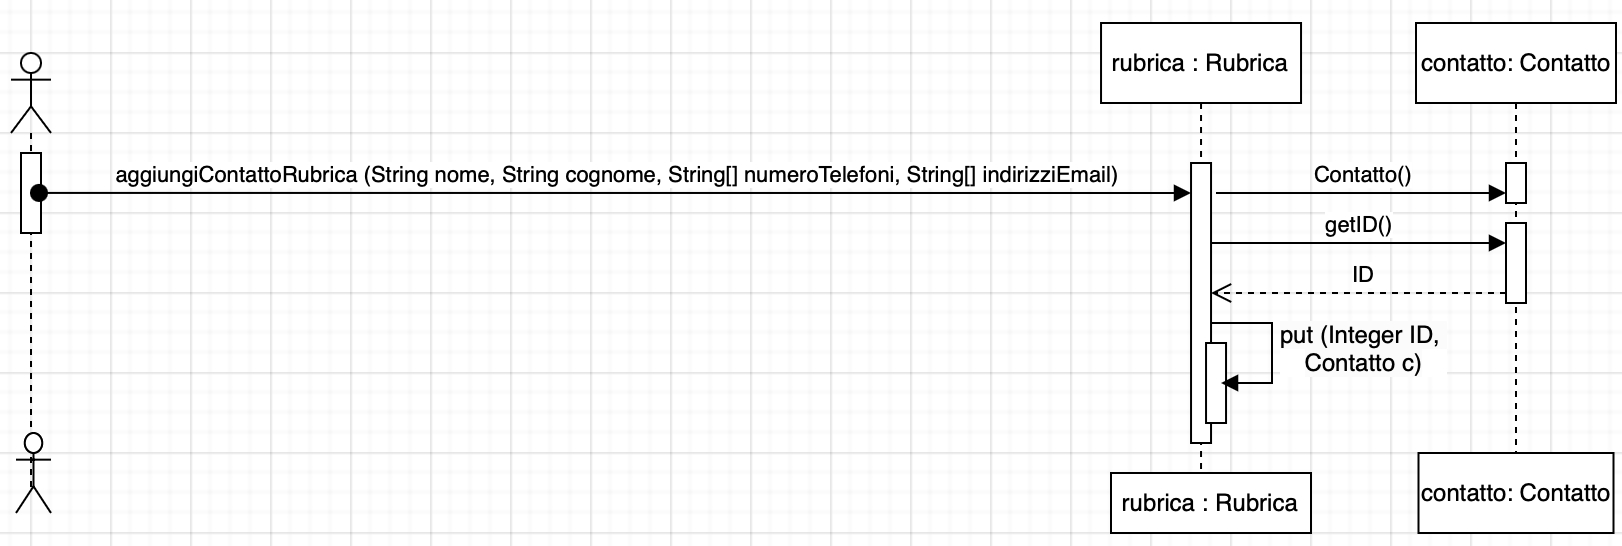 rubrica : Rubrica
contatto: Contatto
aggiungiContattoRubrica (String nome, String cognome, String[] numeroTelefoni, String[] indirizziEmail)
Contatto()
getID()
ID
put (Integer ID,
Contatto c)
rubrica : Rubrica
contatto: Contatto